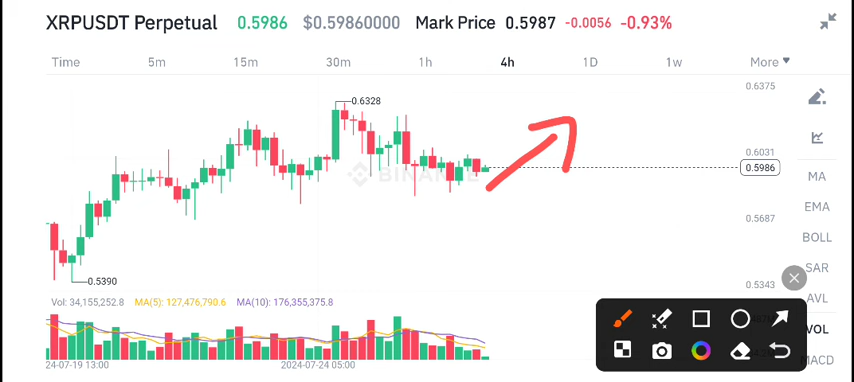 XRPUSDT Perpetual 0.5986 $0.59860000 Mark Price 0.5987 -0.0056 -0.93%
Time 5m 15m 30m 1h 4h 1D 1w More
0.6375
0.6328
0.6031
0.5986
BINANCE
MA
EMA
0.5687
BOLL
SAR
0.5390
0.5343
AVL
Vol: 34,155,252.8 MA(5): 127,476,790.6 MA(10): 176,355,375.8
VOL
MACD
24-07-19 13:00 2024-07-24 05:00